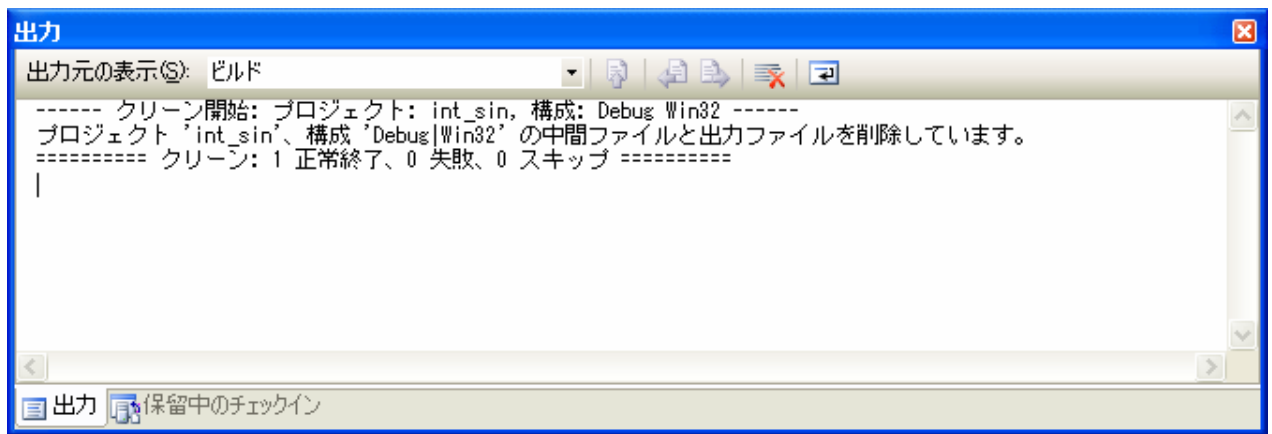 出力
出力元の表示(S): ビルド
------ クリーン開始: プロジェクト: int_sin, 構成: Debug Win32 ------
プロジェクト 'int_sin'、構成 'Debug|Win32' の中間ファイルと出力ファイルを削除しています。
========== クリーン: 1 正常終了、0 失敗、0 スキップ ==========
出力 保留中のチェックイン